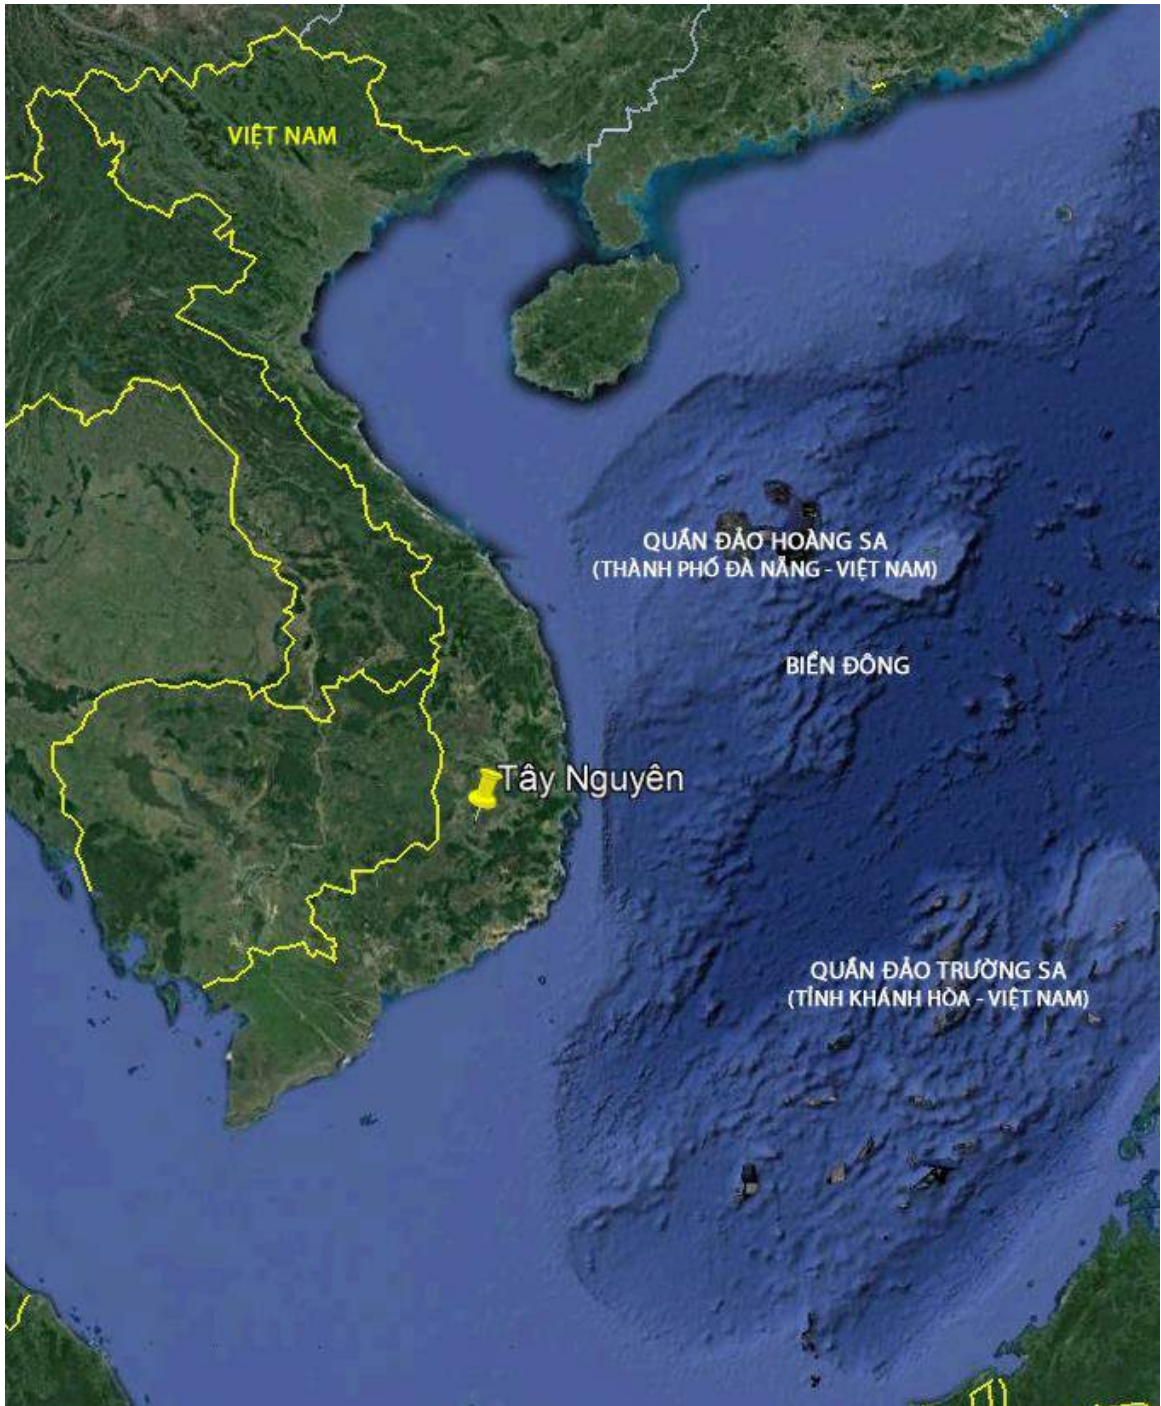 VIỆT NAM
QUẦN ĐẢO HOÀNG SA
(THÀNH PHỐ ĐÀ NẴNG - VIỆT NAM)
BIỂN ĐÔNG
Tây Nguyên
QUẦN ĐẢO TRƯỜNG SA
(TỈNH KHÁNH HÒA - VIỆT NAM)